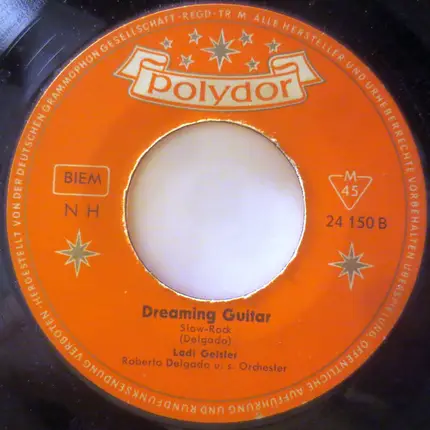 HERGESTELLT VON DER DEUTSCHEN GRAMMOPHON GESELLSCHAFT·REGD·TR·M·ALLE HERSTELLER UND URHEBERRECHTE VORBEHALTEN ÜBERSPIELUNG ÖFFENTLICHE AUFFÜHRUNG UND RUNDFUNKSENDUNG VERBOTEN
polydor
BIEM
M
45
N H
24 150 B
Dreaming Guitar
Slow-Rock
(Delgado)
Ladi Geisler
Roberto Delgado u. s. Orchester